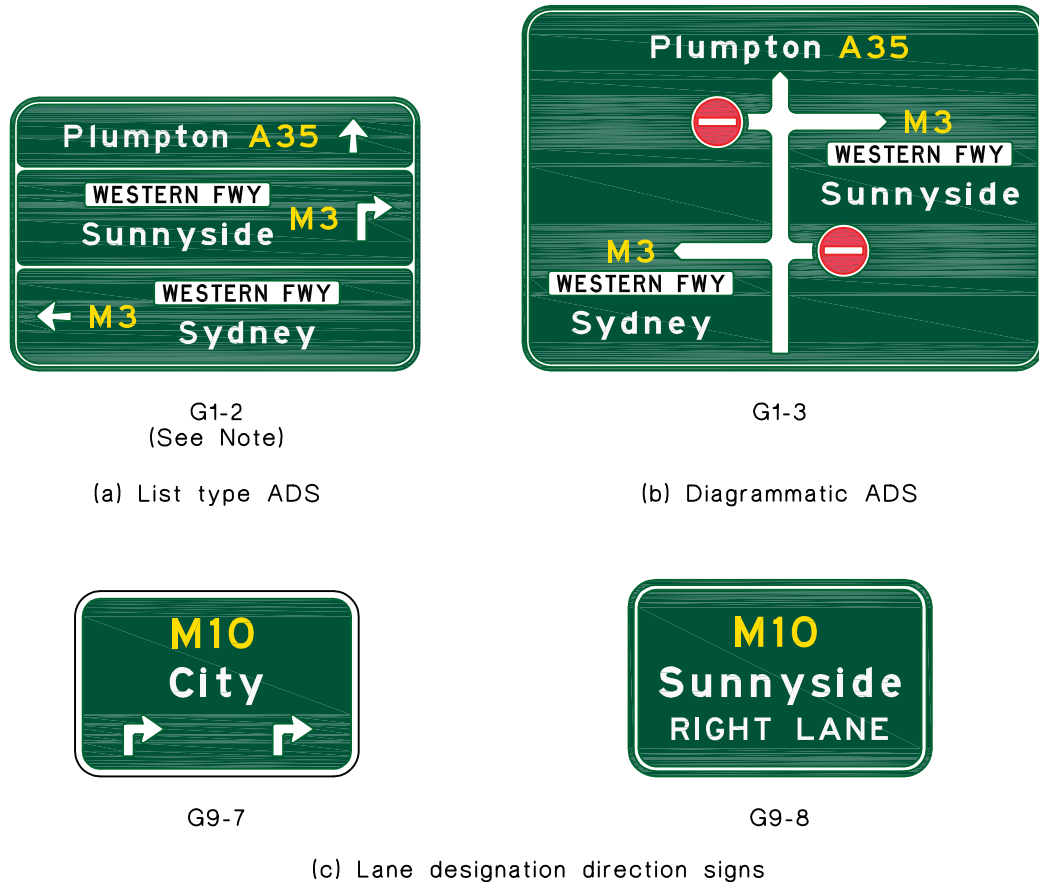 Plumpton A35
WESTERN FWY
Sunnyside M3
M3 WESTERN FWY
Sydney
G1-2
(See Note)
(a) List type ADS
Plumpton A35
M3
WESTERN FWY
Sunnyside
M3
WESTERN FWY
Sydney
G1-3
(b) Diagrammatic ADS
M10
City
G9-7
M10
Sunnyside
RIGHT LANE
G9-8
(c) Lane designation direction signs